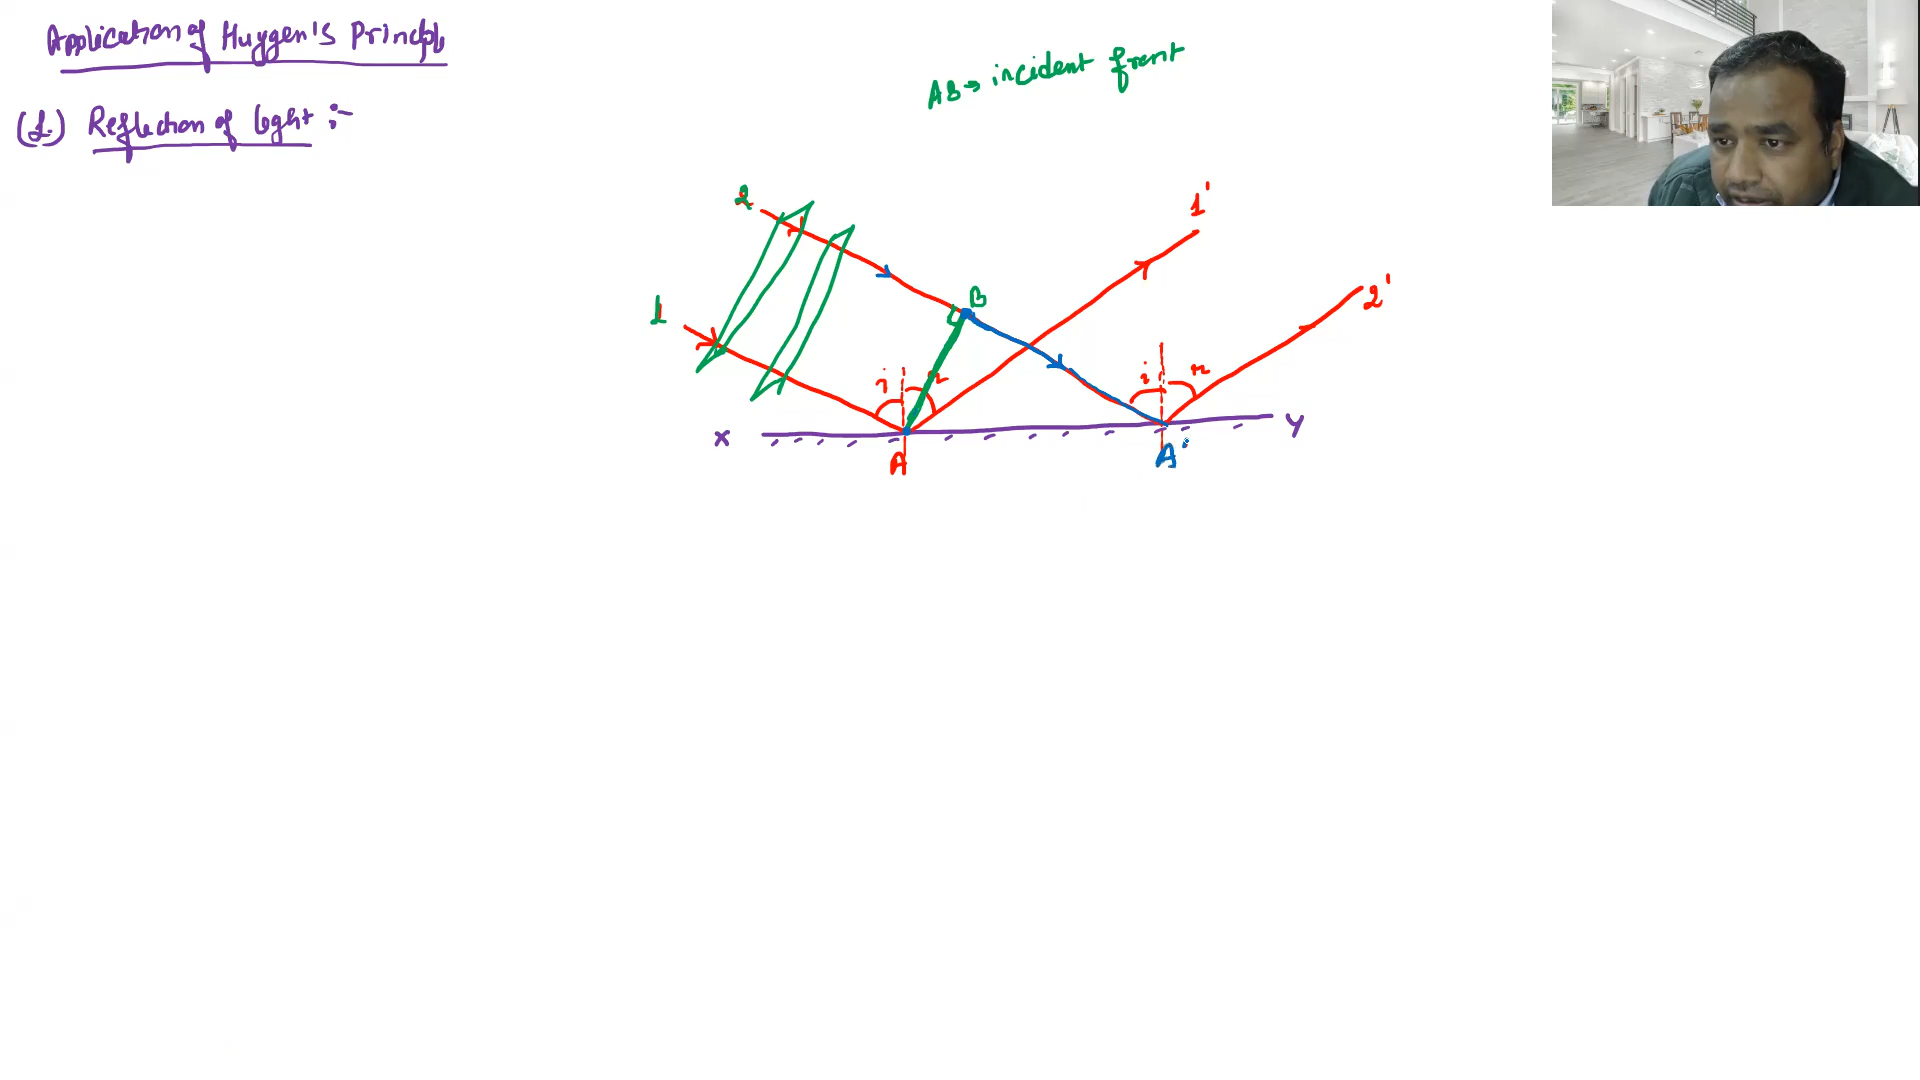 Application of Huygen's Principle
(1.) Reflection of light :-
AB → incident front
2
1'
1
B
2'
i r
i r
X
Y
A
A'